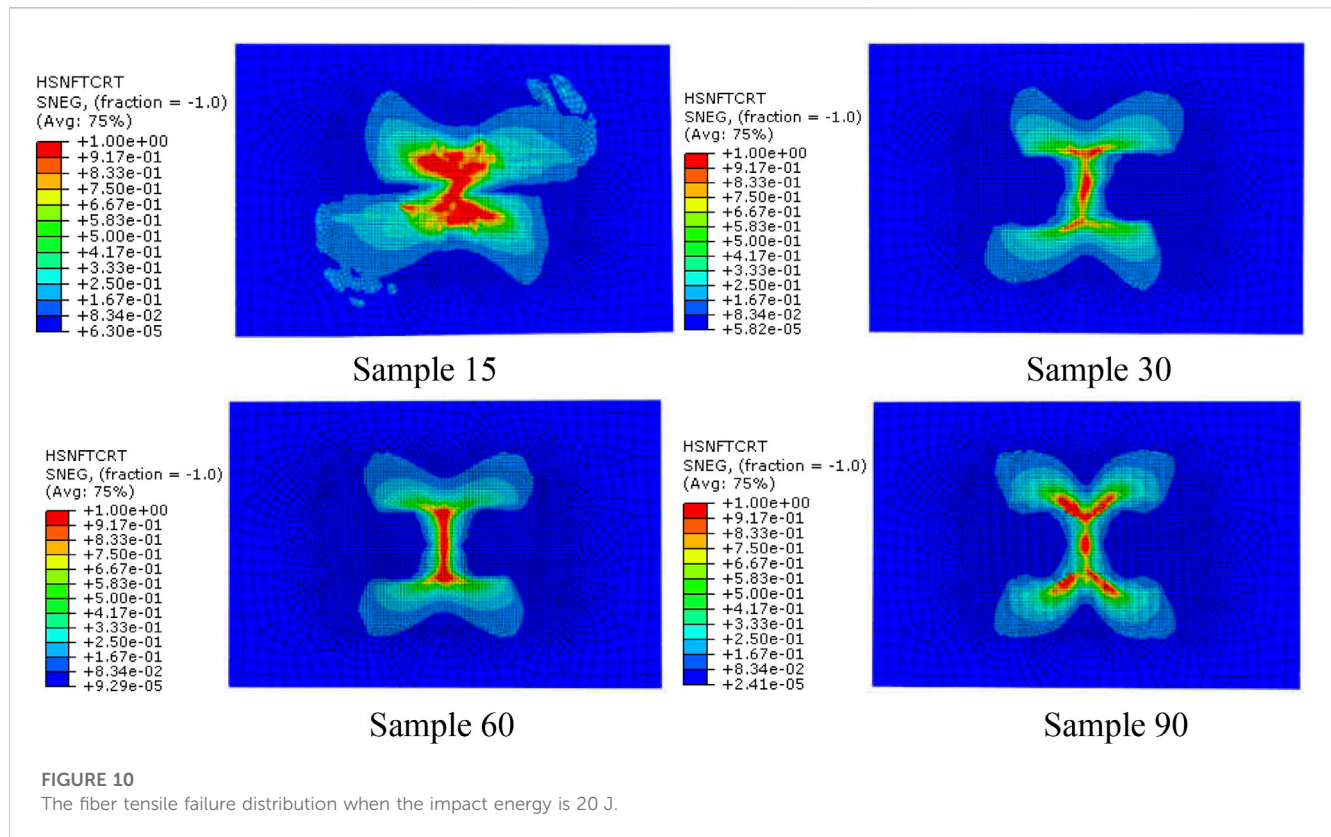 HSNFTCRT
SNEG, (fraction = -1.0)
(Avg: 75%)
+1.00e+00
+9.17e-01
+8.33e-01
+7.50e-01
+6.67e-01
+5.83e-01
+5.00e-01
+4.17e-01
+3.33e-01
+2.50e-01
+1.67e-01
+8.34e-02
+6.30e-05
Sample 15
HSNFTCRT
SNEG, (fraction = -1.0)
(Avg: 75%)
+1.00e+00
+9.17e-01
+8.33e-01
+7.50e-01
+6.67e-01
+5.83e-01
+5.00e-01
+4.17e-01
+3.33e-01
+2.50e-01
+1.67e-01
+8.34e-02
+5.82e-05
Sample 30
HSNFTCRT
SNEG, (fraction = -1.0)
(Avg: 75%)
+1.00e+00
+9.17e-01
+8.33e-01
+7.50e-01
+6.67e-01
+5.83e-01
+5.00e-01
+4.17e-01
+3.33e-01
+2.50e-01
+1.67e-01
+8.34e-02
+9.29e-05
Sample 60
HSNFTCRT
SNEG, (fraction = -1.0)
(Avg: 75%)
+1.00e+00
+9.17e-01
+8.33e-01
+7.50e-01
+6.67e-01
+5.83e-01
+5.00e-01
+4.17e-01
+3.33e-01
+2.50e-01
+1.67e-01
+8.34e-02
+2.41e-05
Sample 90
FIGURE 10
The fiber tensile failure distribution when the impact energy is 20 J.